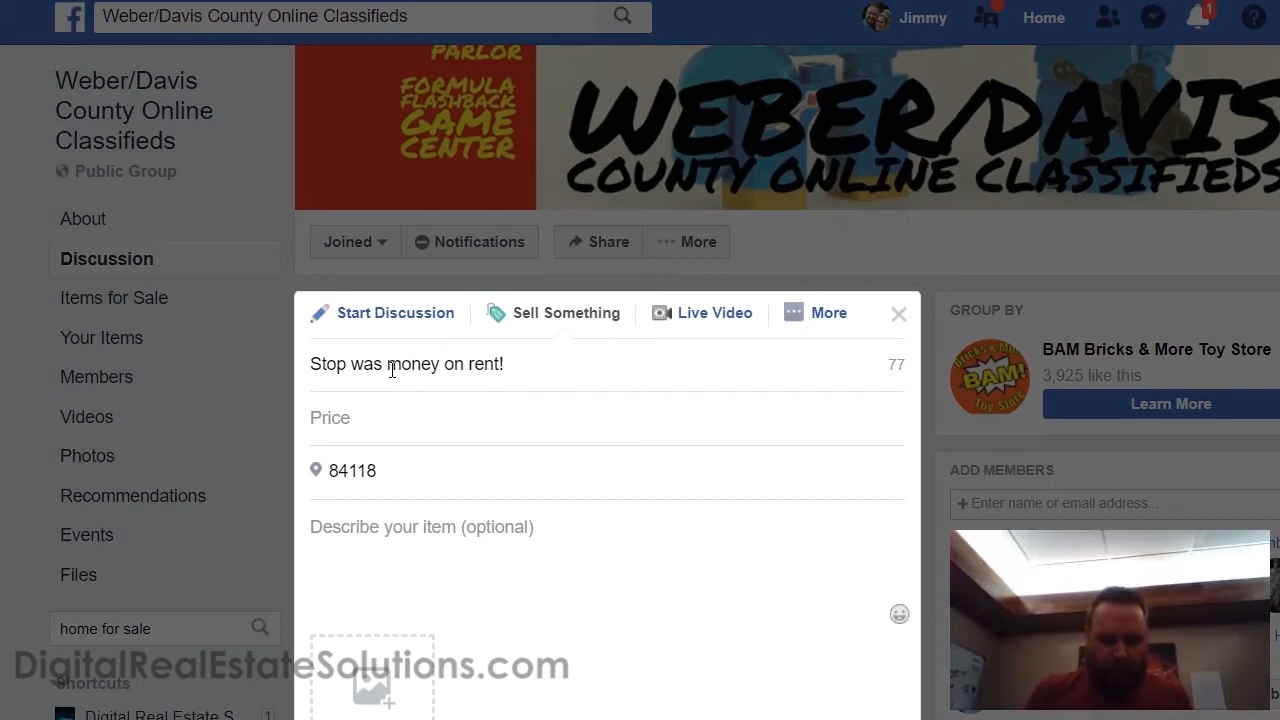 Weber/Davis County Online Classifieds
Jimmy
Home
1
Weber/Davis
County Online
Classifieds
Public Group
About
Discussion
Items for Sale
Your Items
Members
Videos
Photos
Recommendations
Events
Files
home for sale
Shortcuts
Digital Real Estate S
1
PARLOR
FORMULA
FLASHBACK
GAME
CENTER
WEBER/DAVIS
COUNTY ONLINE CLASSIFIEDS
Joined
Notifications
Share
More
Start Discussion
Sell Something
Live Video
More
Stop was money on rent!
77
Price
84118
Describe your item (optional)
GROUP BY
BAM!
BAM Bricks & More Toy Store
3,925 like this
Learn More
ADD MEMBERS
+ Enter name or email address...
DigitalRealEstateSolutions.com